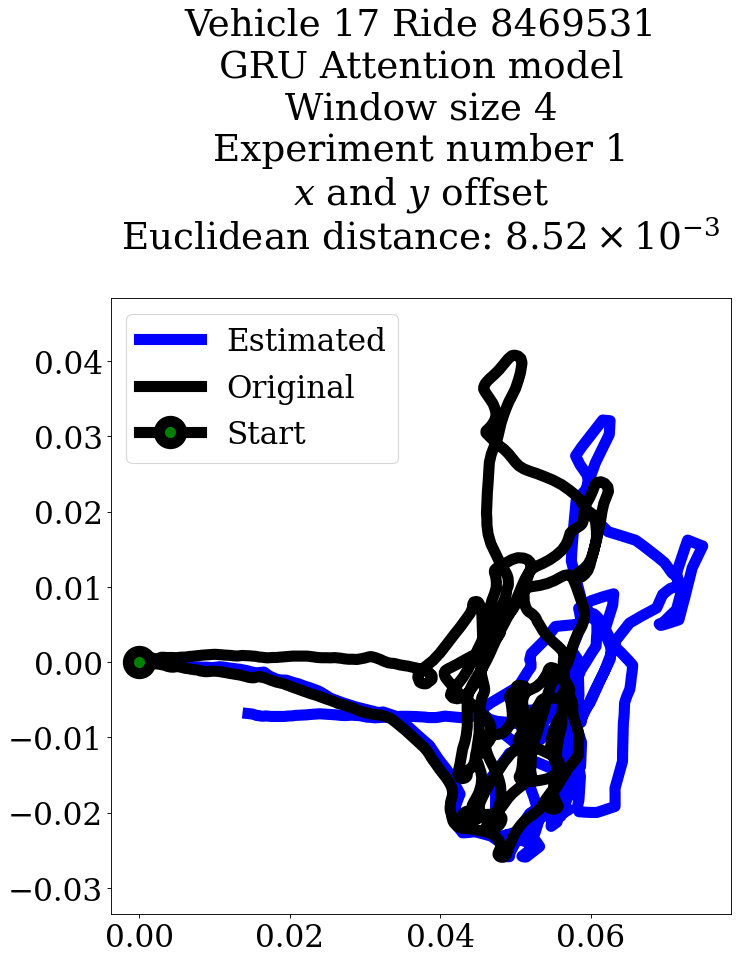 Vehicle 17 Ride 8469531
GRU Attention model
Window size 4
Experiment number 1
x and y offset
Euclidean distance: 8.52 × 10⁻³
Estimated
Original
Start
0.04
0.03
0.02
0.01
0.00
−0.01
−0.02
−0.03
0.00 0.02 0.04 0.06